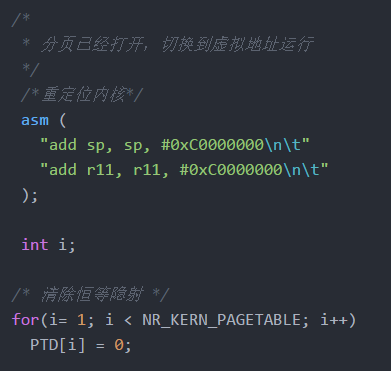 /*
 * 分页已经打开，切换到虚拟地址运行
 */
 /*重定位内核*/
 asm (
   "add sp, sp, #0xC0000000\n\t"
   "add r11, r11, #0xC0000000\n\t"
 );
 int i;
/* 清除恒等隐射 */
for(i= 1; i < NR_KERN_PAGETABLE; i++)
  PTD[i] = 0;